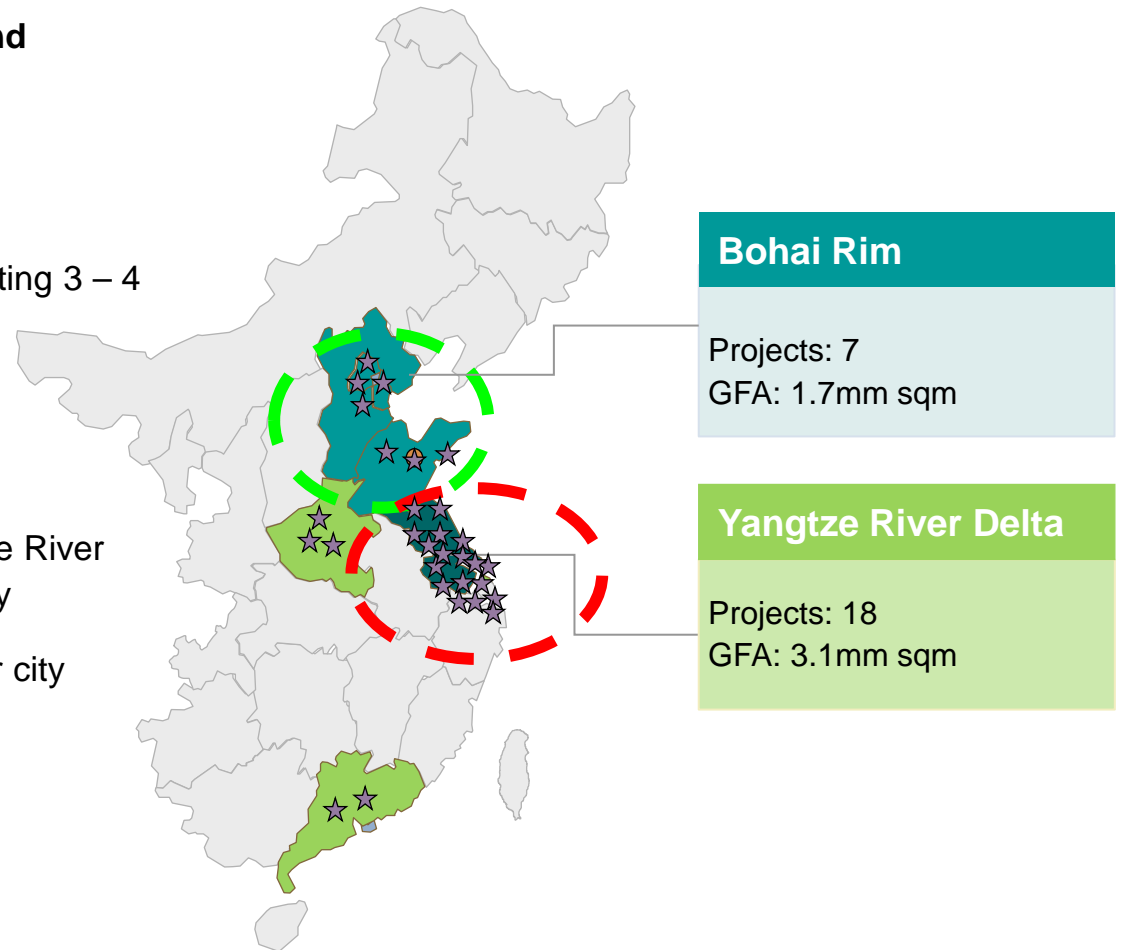 nd
ting 3 – 4
e River
y
r city
Bohai Rim
Projects: 7
GFA: 1.7mm sqm
Yangtze River Delta
Projects: 18
GFA: 3.1mm sqm